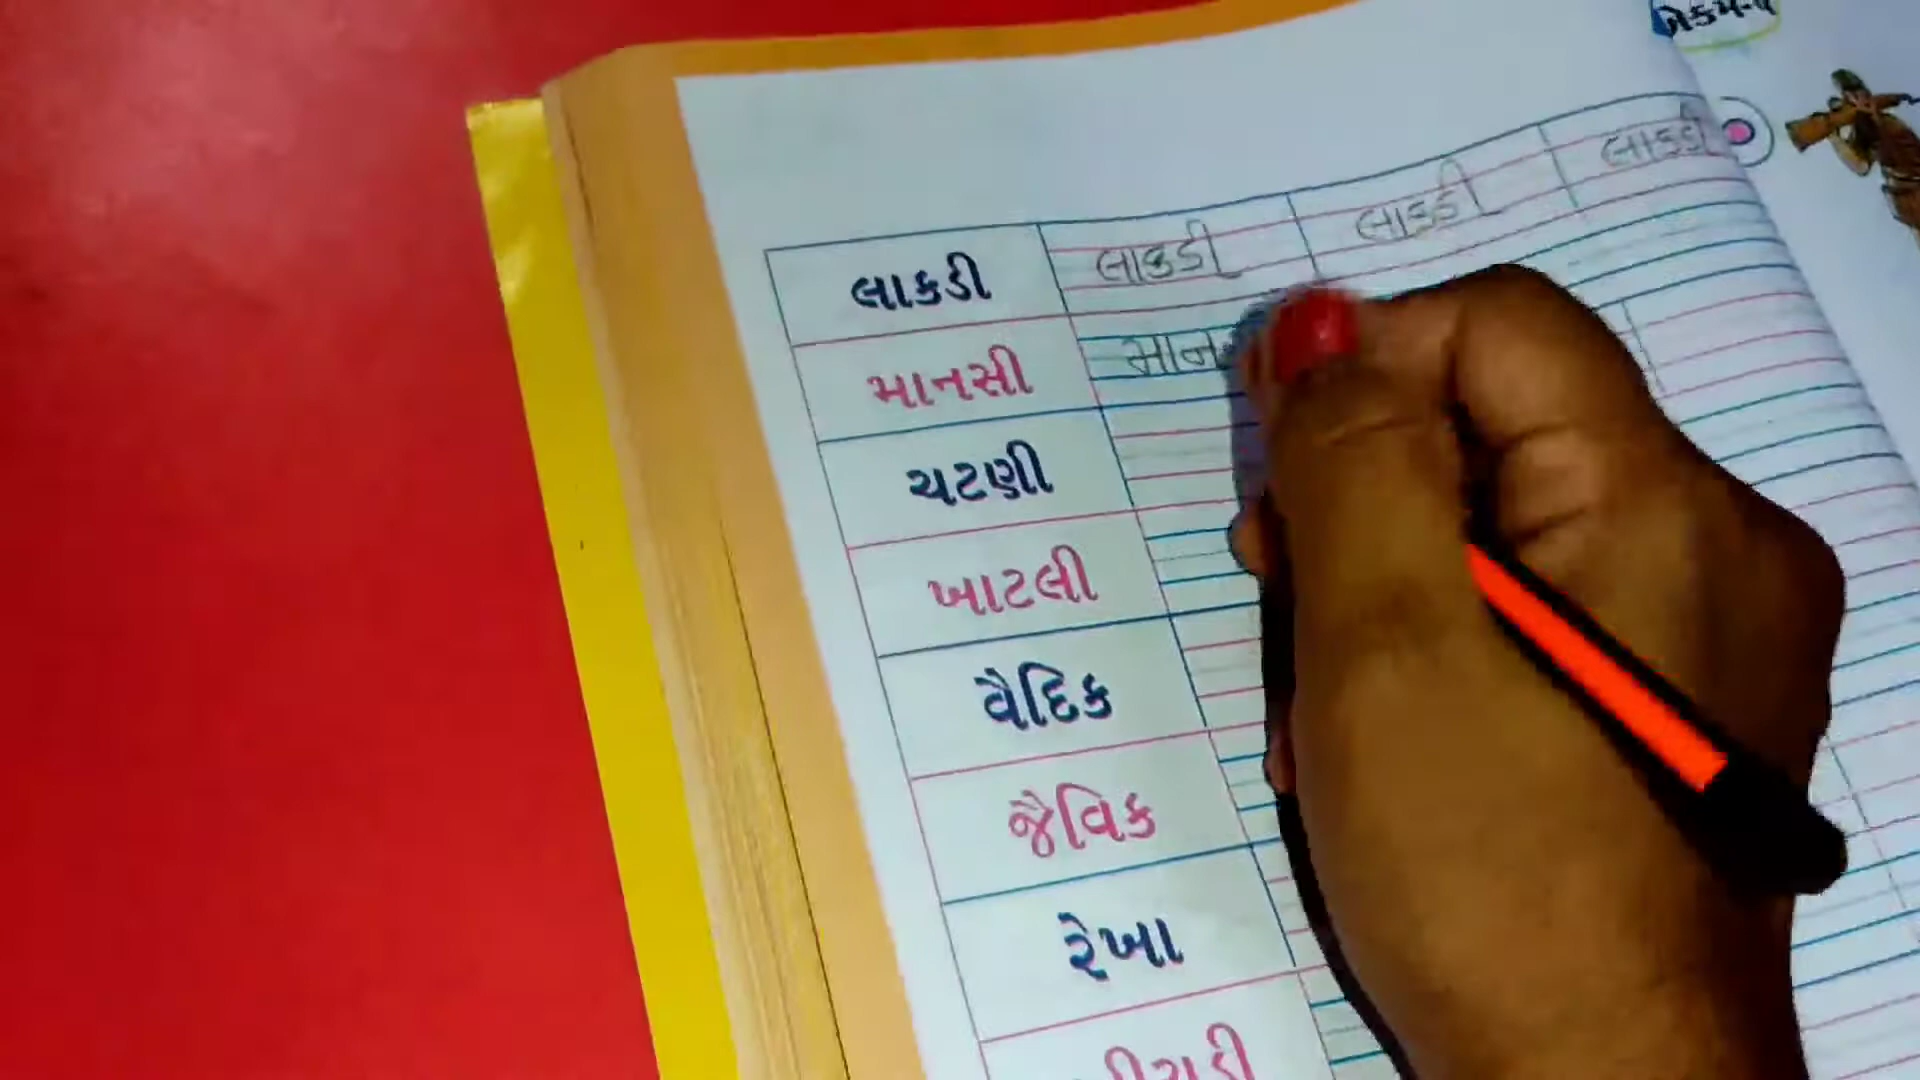 લાકડી લાકડી લાકડી લાકડી
માનસી માન
ચટણી
ખાટલી
વૈદિક
જૈવિક
રેખા